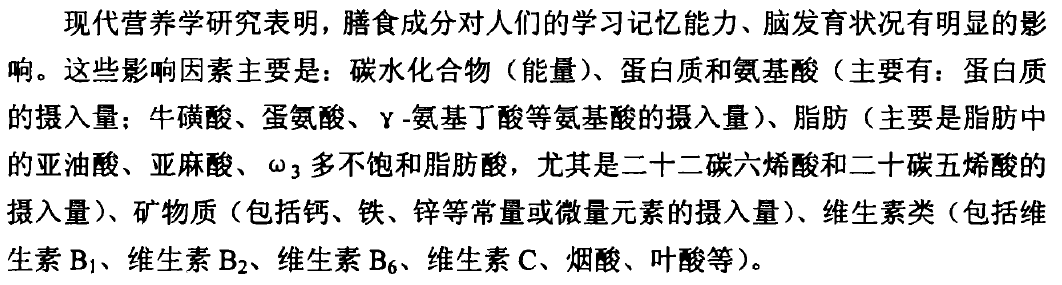 现代营养学研究表明，膳食成分对人们的学习记忆能力、脑发育状况有明显的影
响。这些影响因素主要是：碳水化合物（能量）、蛋白质和氨基酸（主要有：蛋白质
的摄入量；牛磺酸、蛋氨酸、γ-氨基丁酸等氨基酸的摄入量）、脂肪（主要是脂肪中
的亚油酸、亚麻酸、ω3 多不饱和脂肪酸，尤其是二十二碳六烯酸和二十碳五烯酸的
摄入量）、矿物质（包括钙、铁、锌等常量或微量元素的摄入量）、维生素类（包括维
生素 B1、维生素 B2、维生素 B6、维生素 C、烟酸、叶酸等）。